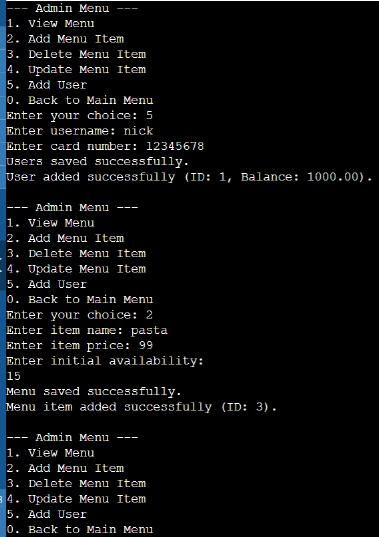 --- Admin Menu ---
1. View Menu
2. Add Menu Item
3. Delete Menu Item
4. Update Menu Item
5. Add User
0. Back to Main Menu
Enter your choice: 5
Enter username: nick
Enter card number: 12345678
Users saved successfully.
User added successfully (ID: 1, Balance: 1000.00).

--- Admin Menu ---
1. View Menu
2. Add Menu Item
3. Delete Menu Item
4. Update Menu Item
5. Add User
0. Back to Main Menu
Enter your choice: 2
Enter item name: pasta
Enter item price: 99
Enter initial availability:
15
Menu saved successfully.
Menu item added successfully (ID: 3).

--- Admin Menu ---
1. View Menu
2. Add Menu Item
3. Delete Menu Item
4. Update Menu Item
5. Add User
0. Back to Main Menu